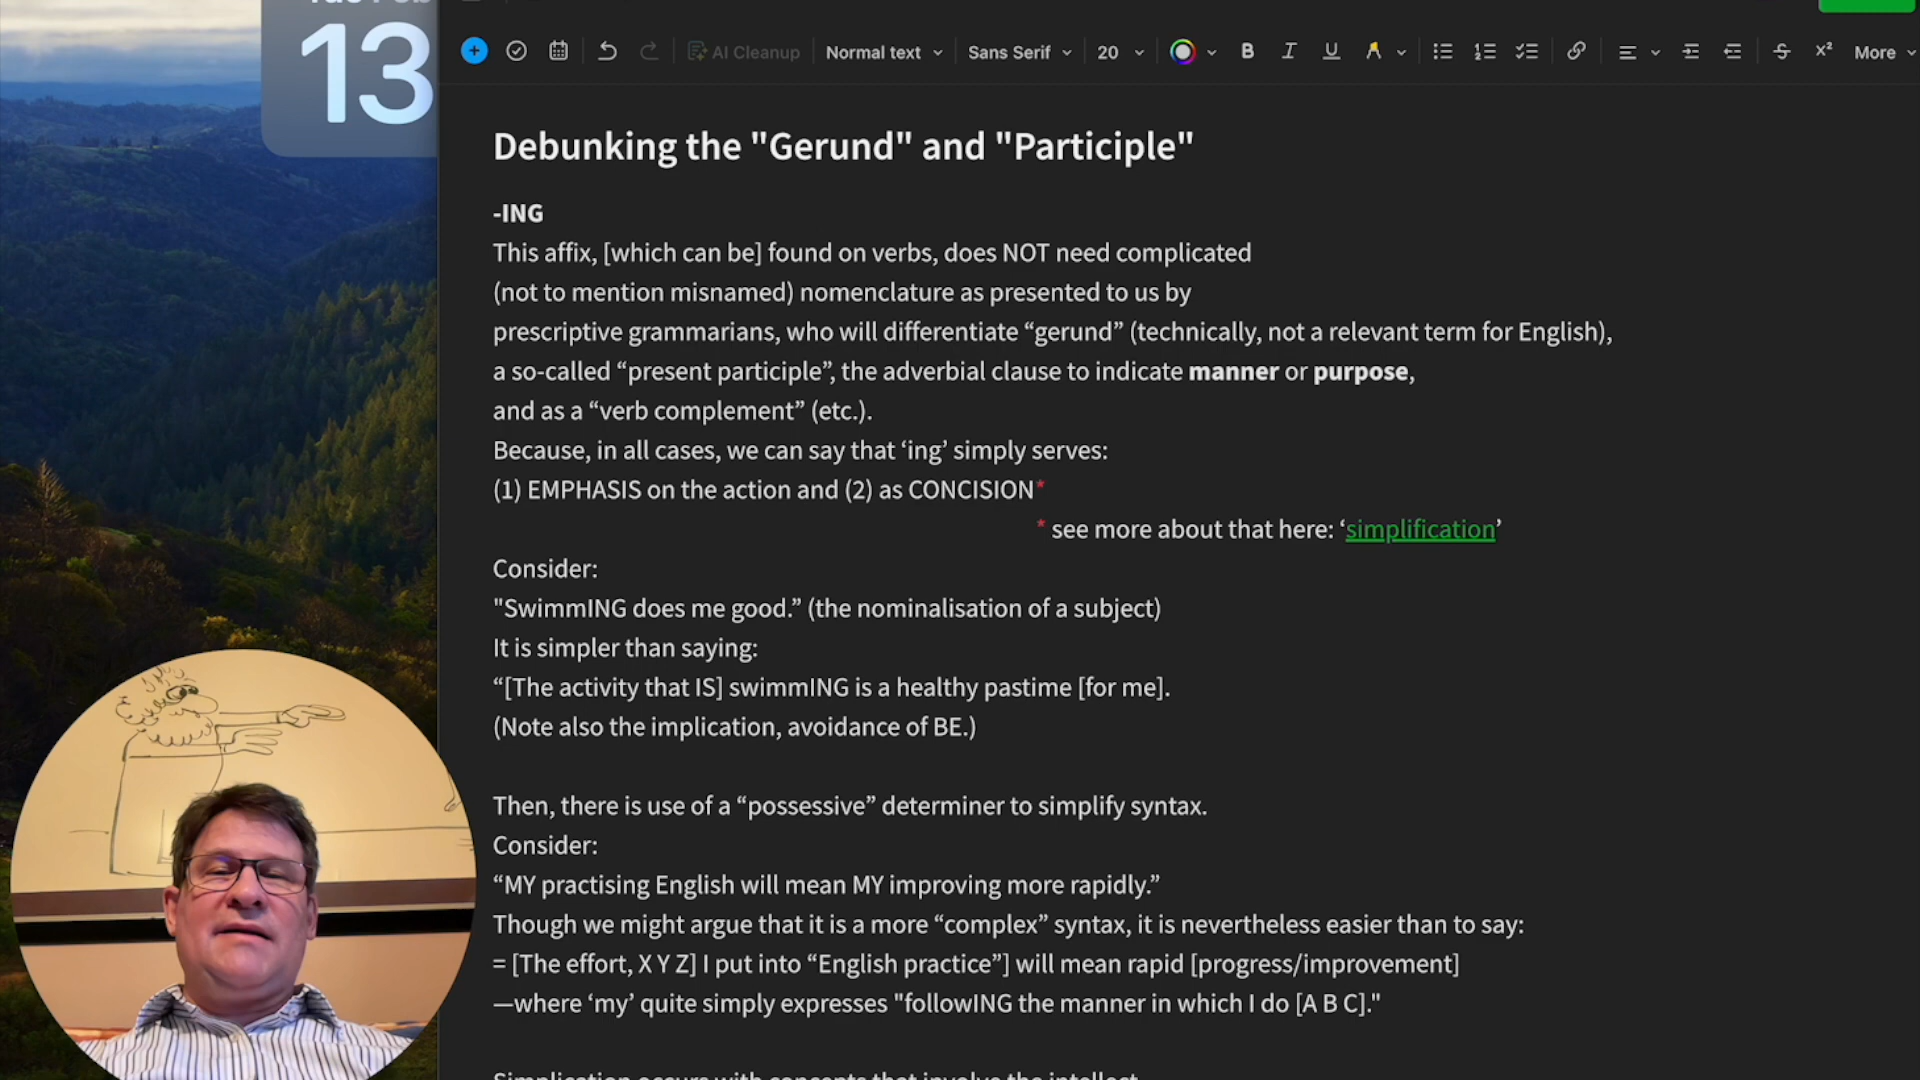 13
AI Cleanup
Normal text
Sans Serif
20
More
Debunking the "Gerund" and "Participle"
-ING
This affix, [which can be] found on verbs, does NOT need complicated
(not to mention misnamed) nomenclature as presented to us by
prescriptive grammarians, who will differentiate “gerund” (technically, not a relevant term for English),
a so-called “present participle”, the adverbial clause to indicate manner or purpose,
and as a “verb complement” (etc.).
Because, in all cases, we can say that ‘ing’ simply serves:
(1) EMPHASIS on the action and (2) as CONCISION*
* see more about that here: ‘simplification’
Consider:
"SwimmING does me good.” (the nominalisation of a subject)
It is simpler than saying:
“[The activity that IS] swimmING is a healthy pastime [for me].
(Note also the implication, avoidance of BE.)
Then, there is use of a “possessive” determiner to simplify syntax.
Consider:
“MY practising English will mean MY improving more rapidly.”
Though we might argue that it is a more “complex” syntax, it is nevertheless easier than to say:
= [The effort, X Y Z] I put into “English practice”] will mean rapid [progress/improvement]
—where ‘my’ quite simply expresses "followING the manner in which I do [A B C]."